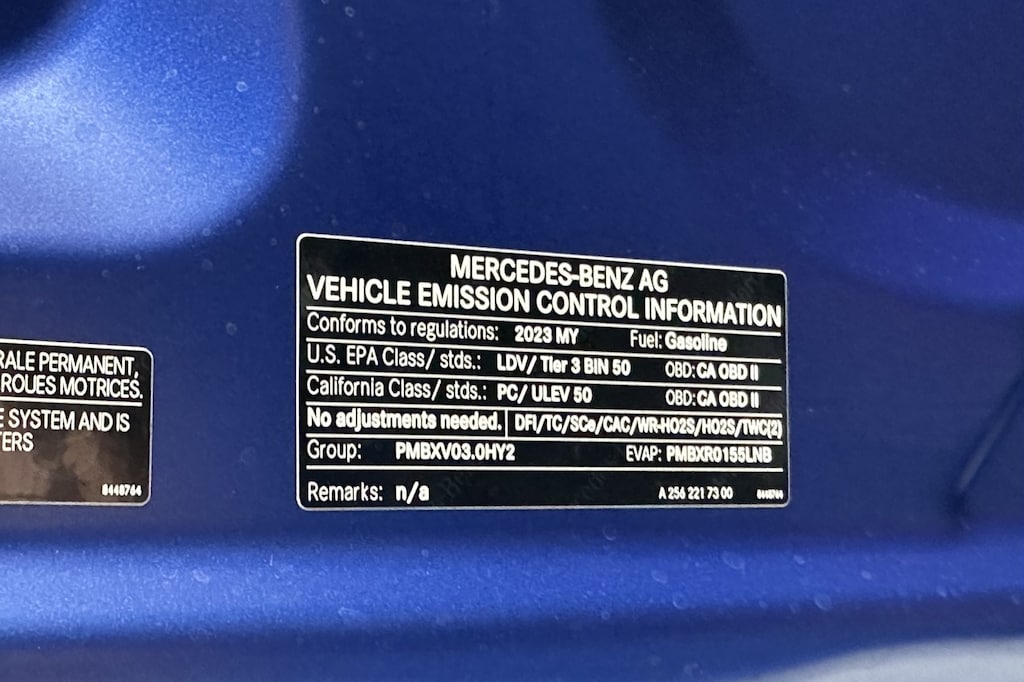 MERCEDES-BENZ AG
VEHICLE EMISSION CONTROL INFORMATION
Conforms to regulations: 2023 MY Fuel: Gasoline
U.S. EPA Class/ stds.: LDV/ Tier 3 BIN 50 OBD: CA OBD II
California Class/ stds.: PC/ ULEV 50 OBD: CA OBD II
No adjustments needed. DFI/TC/SCe/CAC/WR-HO2S/HO2S/TWC(2)
Group: PMBXV03.0HY2 EVAP: PMBXR0155LNB
Remarks: n/a A 256 221 73 00 8448764
RALE PERMANENT,
ROUES MOTRICES.
E SYSTEM AND IS
TERS
8448764